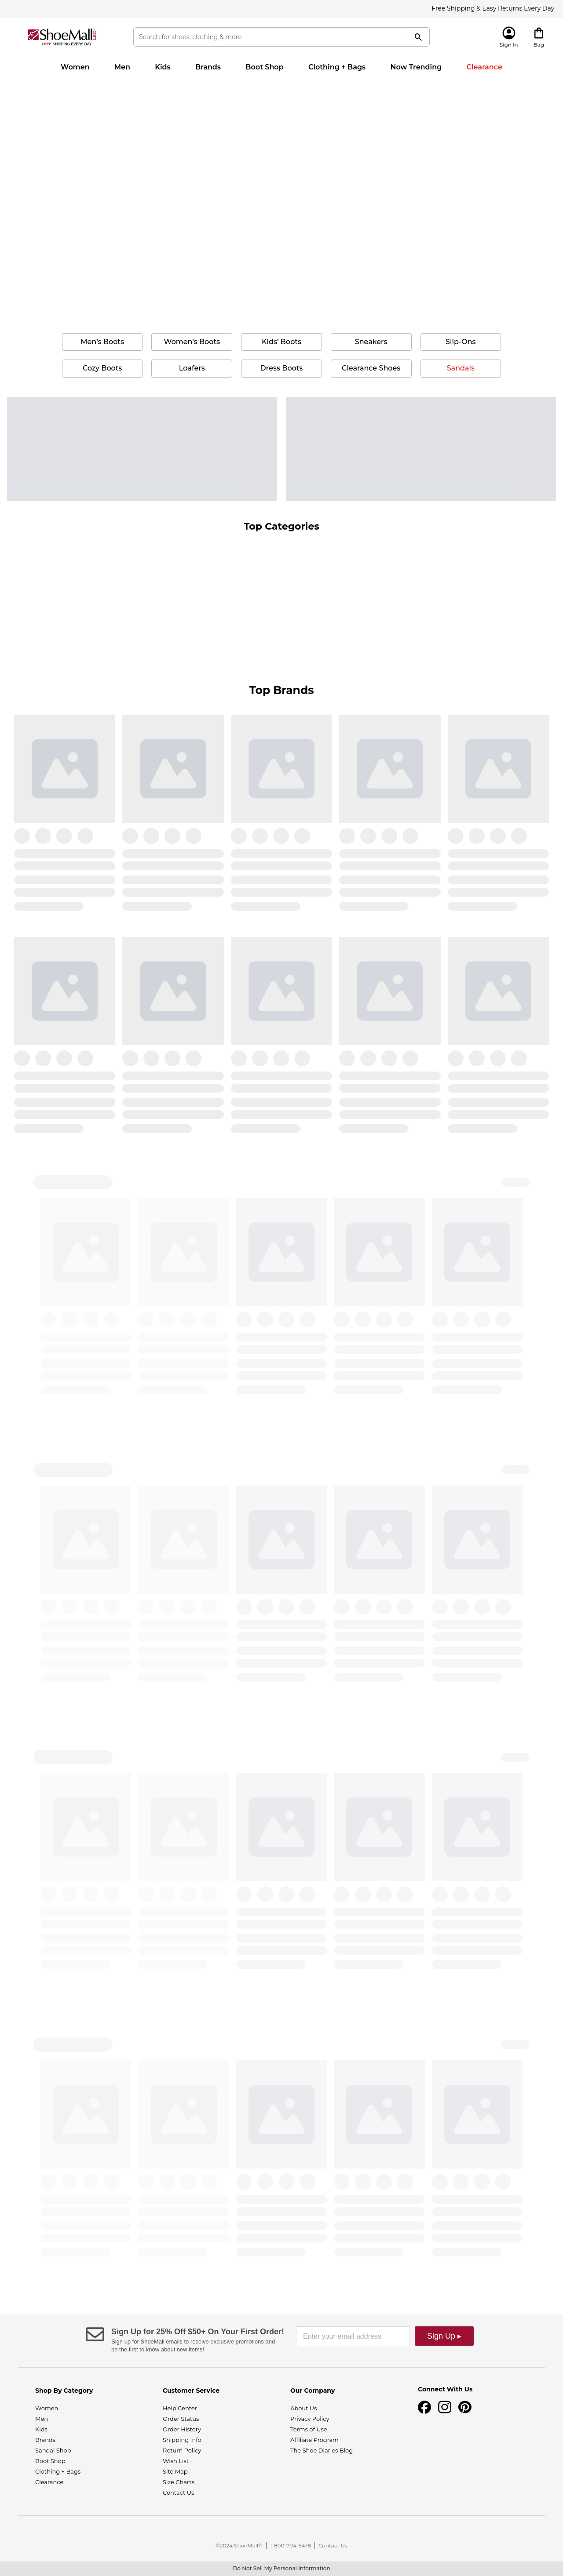 Free Shipping & Easy Returns Every Day
ShoeMall.com
FREE SHIPPING EVERY DAY
Search for shoes, clothing & more
Sign In
Bag
Women
Men
Kids
Brands
Boot Shop
Clothing + Bags
Now Trending
Clearance
Men's Boots
Women's Boots
Kids' Boots
Sneakers
Slip-Ons
Cozy Boots
Loafers
Dress Boots
Clearance Shoes
Sandals
Top Categories
Top Brands
Sign Up for 25% Off $50+ On Your First Order!
Sign up for ShoeMall emails to receive exclusive promotions and
be the first to know about new items!
Enter your email address
Sign Up ▸
Shop By Category
Women
Men
Kids
Brands
Sandal Shop
Boot Shop
Clothing + Bags
Clearance
Customer Service
Help Center
Order Status
Order History
Shipping Info
Return Policy
Wish List
Site Map
Size Charts
Contact Us
Our Company
About Us
Privacy Policy
Terms of Use
Affiliate Program
The Shoe Diaries Blog
Connect With Us
©2024 ShoeMall® | 1-800-704-5478 | Contact Us
Do Not Sell My Personal Information